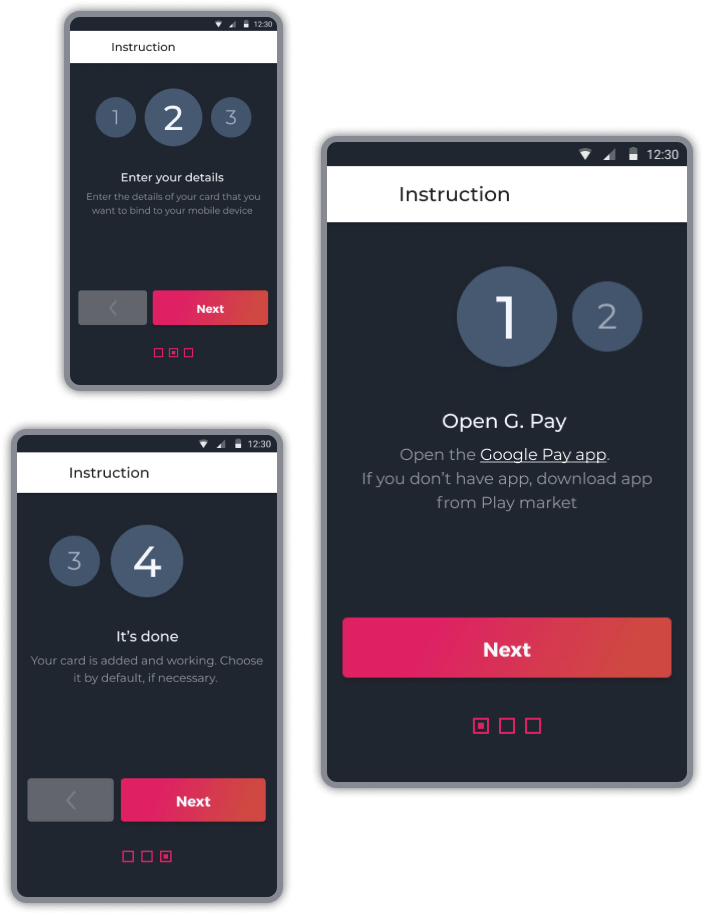 12:30
Instruction
1 2 3
Enter your details
Enter the details of your card that you
want to bind to your mobile device
Next
12:30
Instruction
1 2
Open G. Pay
Open the Google Pay app.
If you don't have app, download app
from Play market
Next
12:30
Instruction
3 4
It's done
Your card is added and working. Choose
it by default, if necessary.
Next